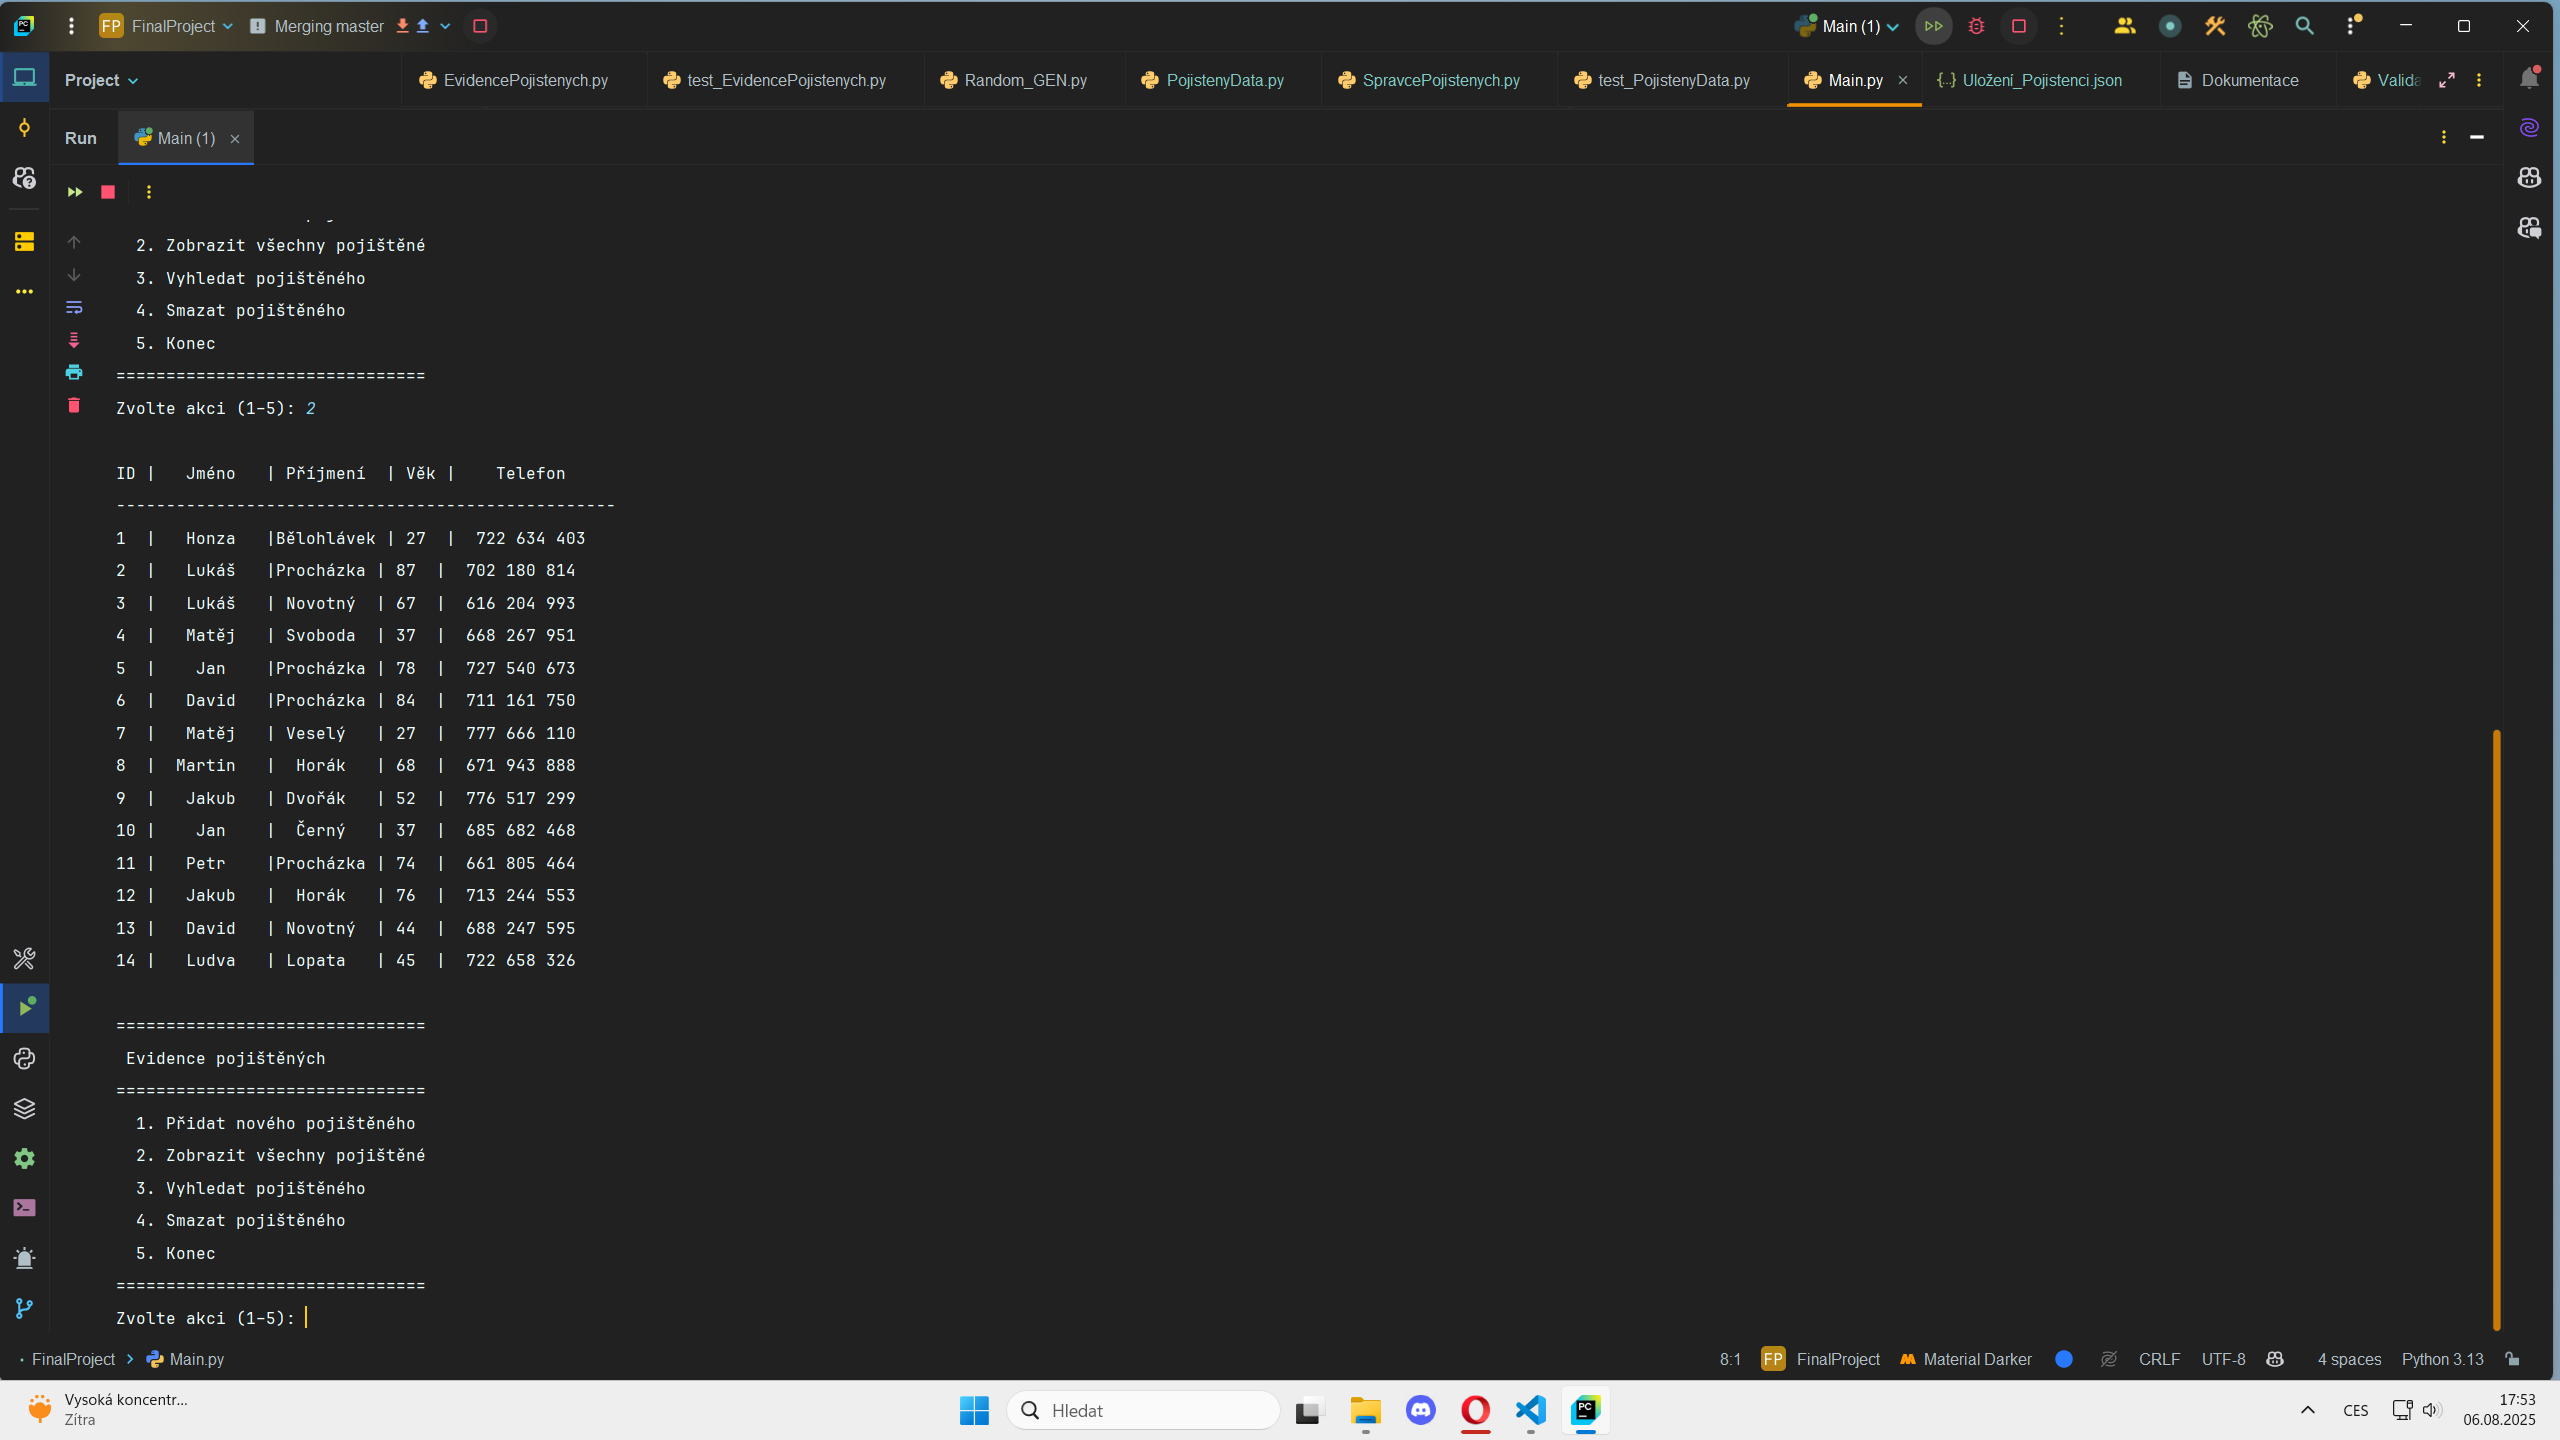 FP FinalProject Merging master Main (1)
Project EvidencePojistenych.py test_EvidencePojistenych.py Random_GEN.py PojistenyData.py SpravcePojistenych.py test_PojistenyData.py Main.py {..} Uložení_Pojistenci.json Dokumentace Valida
Run Main (1)
2. Zobrazit všechny pojištěné
3. Vyhledat pojištěného
4. Smazat pojištěného
5. Konec
===============================
Zvolte akci (1-5): 2
ID |   Jméno   | Příjmení  | Věk |    Telefon
--------------------------------------------------
1  |   Honza   |Bělohlávek | 27  |  722 634 403
2  |   Lukáš   |Procházka | 87  |  702 180 814
3  |   Lukáš   | Novotný  | 67  |  616 204 993
4  |   Matěj   | Svoboda  | 37  |  668 267 951
5  |    Jan    |Procházka | 78  |  727 540 673
6  |   David   |Procházka | 84  |  711 161 750
7  |   Matěj   | Veselý   | 27  |  777 666 110
8  |  Martin   |  Horák   | 68  |  671 943 888
9  |   Jakub   | Dvořák   | 52  |  776 517 299
10 |    Jan    |  Černý   | 37  |  685 682 468
11 |   Petr    |Procházka | 74  |  661 805 464
12 |   Jakub   |  Horák   | 76  |  713 244 553
13 |   David   | Novotný  | 44  |  688 247 595
14 |   Ludva   | Lopata   | 45  |  722 658 326
===============================
Evidence pojištěných
===============================
1. Přidat nového pojištěného
2. Zobrazit všechny pojištěné
3. Vyhledat pojištěného
4. Smazat pojištěného
5. Konec
===============================
Zvolte akci (1-5):
FinalProject Main.py 8:1 FP FinalProject Material Darker CRLF UTF-8 4 spaces Python 3.13
Vysoká koncentr... Hledat CES 17:53
Zítra 06.08.2025